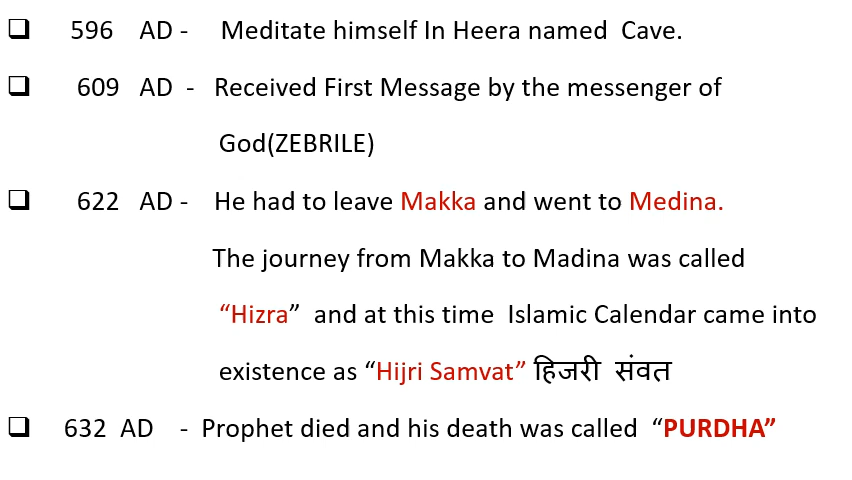 596 AD - Meditate himself In Heera named Cave.
609 AD - Received First Message by the messenger of
God(ZEBRILE)
622 AD - He had to leave Makka and went to Medina.
The journey from Makka to Madina was called
“Hizra” and at this time Islamic Calendar came into
existence as “Hijri Samvat” हिजरी संवत
632 AD - Prophet died and his death was called “PURDHA”